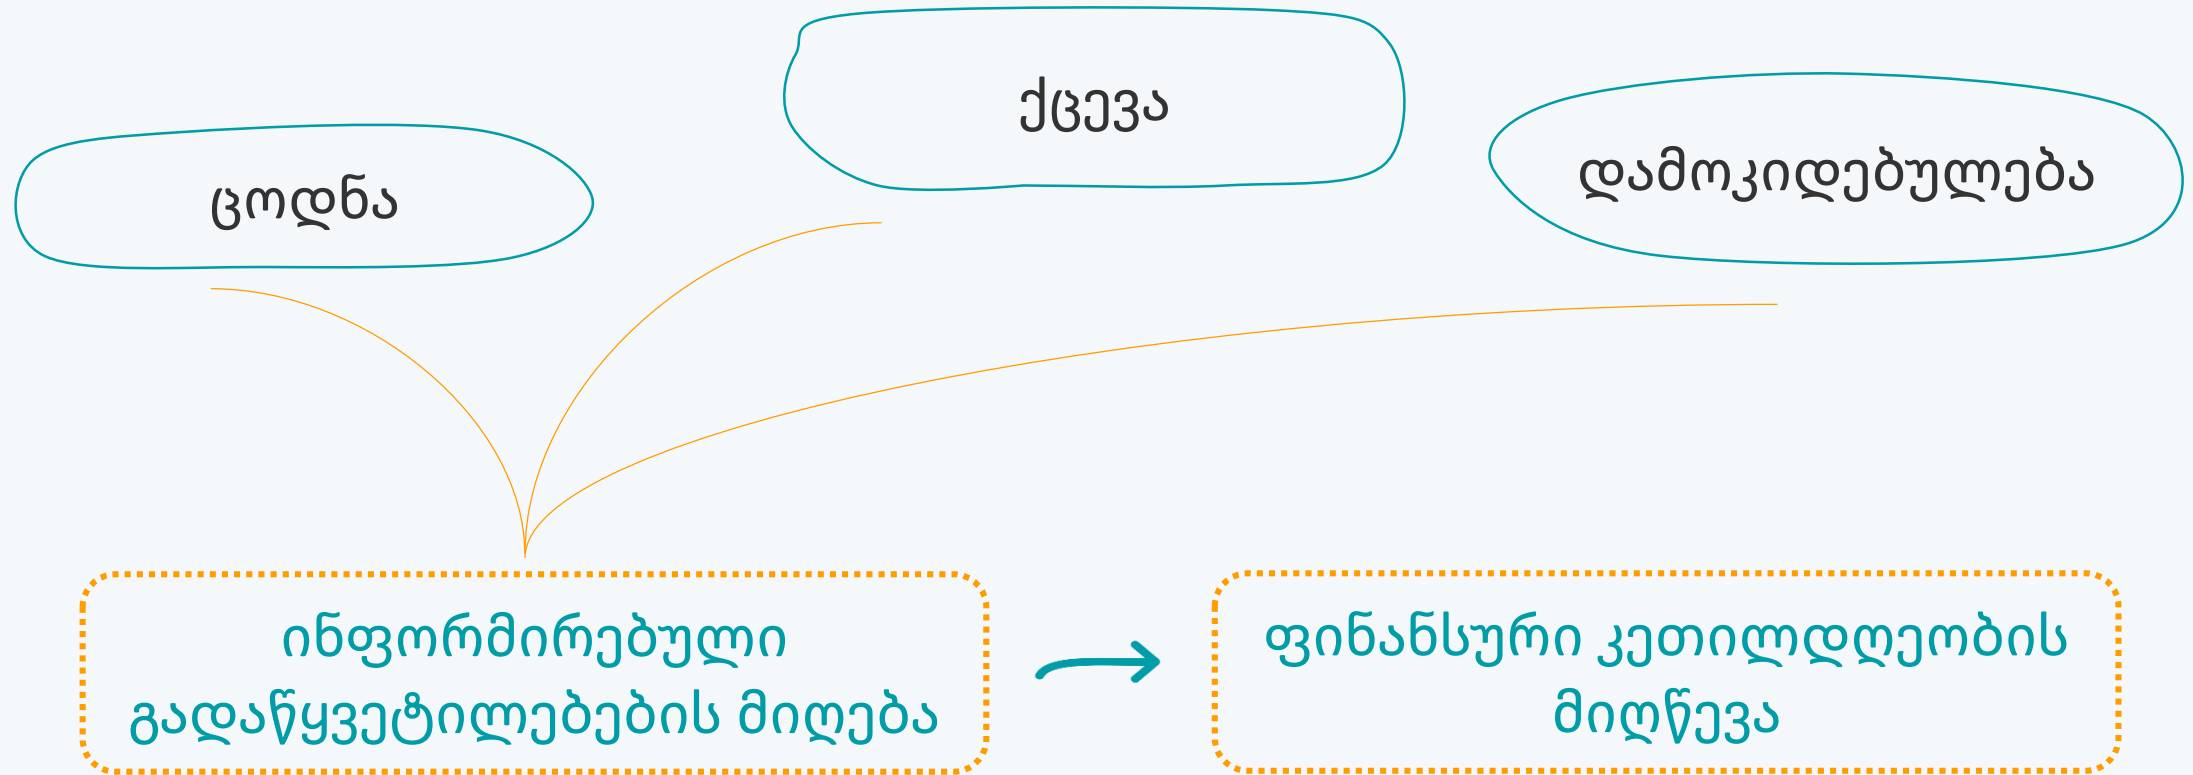 ცოდნა
ქცევა
დამოკიდებულება
ინფორმირებული
გადაწყვეტილებების მიღება
ფინანსური კეთილდღეობის
მიღწევა